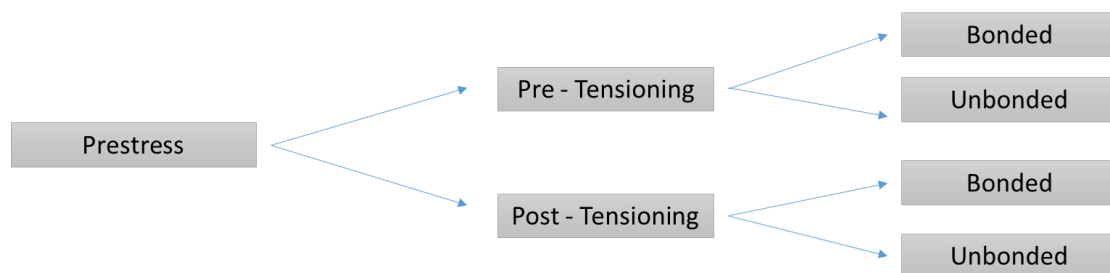 Prestress
Pre - Tensioning
Bonded
Unbonded
Post - Tensioning
Bonded
Unbonded